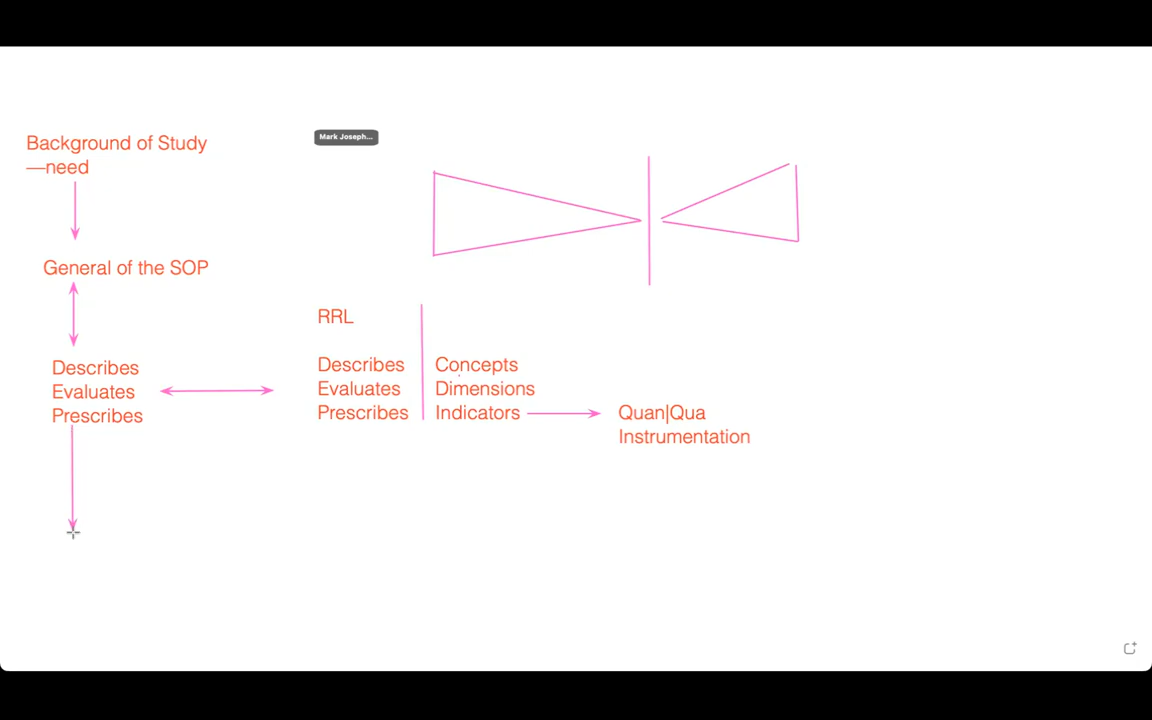 Background of Study
—need
Mark Joseph...
General of the SOP
RRL
Describes
Evaluates
Prescribes
Describes
Evaluates
Prescribes
Concepts
Dimensions
Indicators
Quan|Qua
Instrumentation